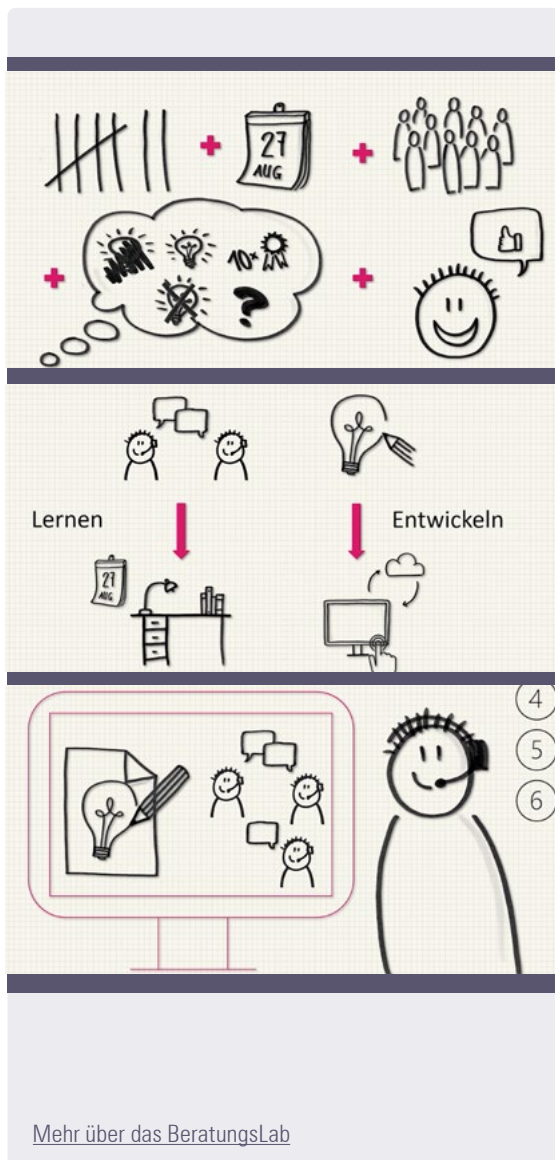 27
AUG
10x
?
Lernen
Entwickeln
27
AUG.
4
5
6
Mehr über das BeratungsLab